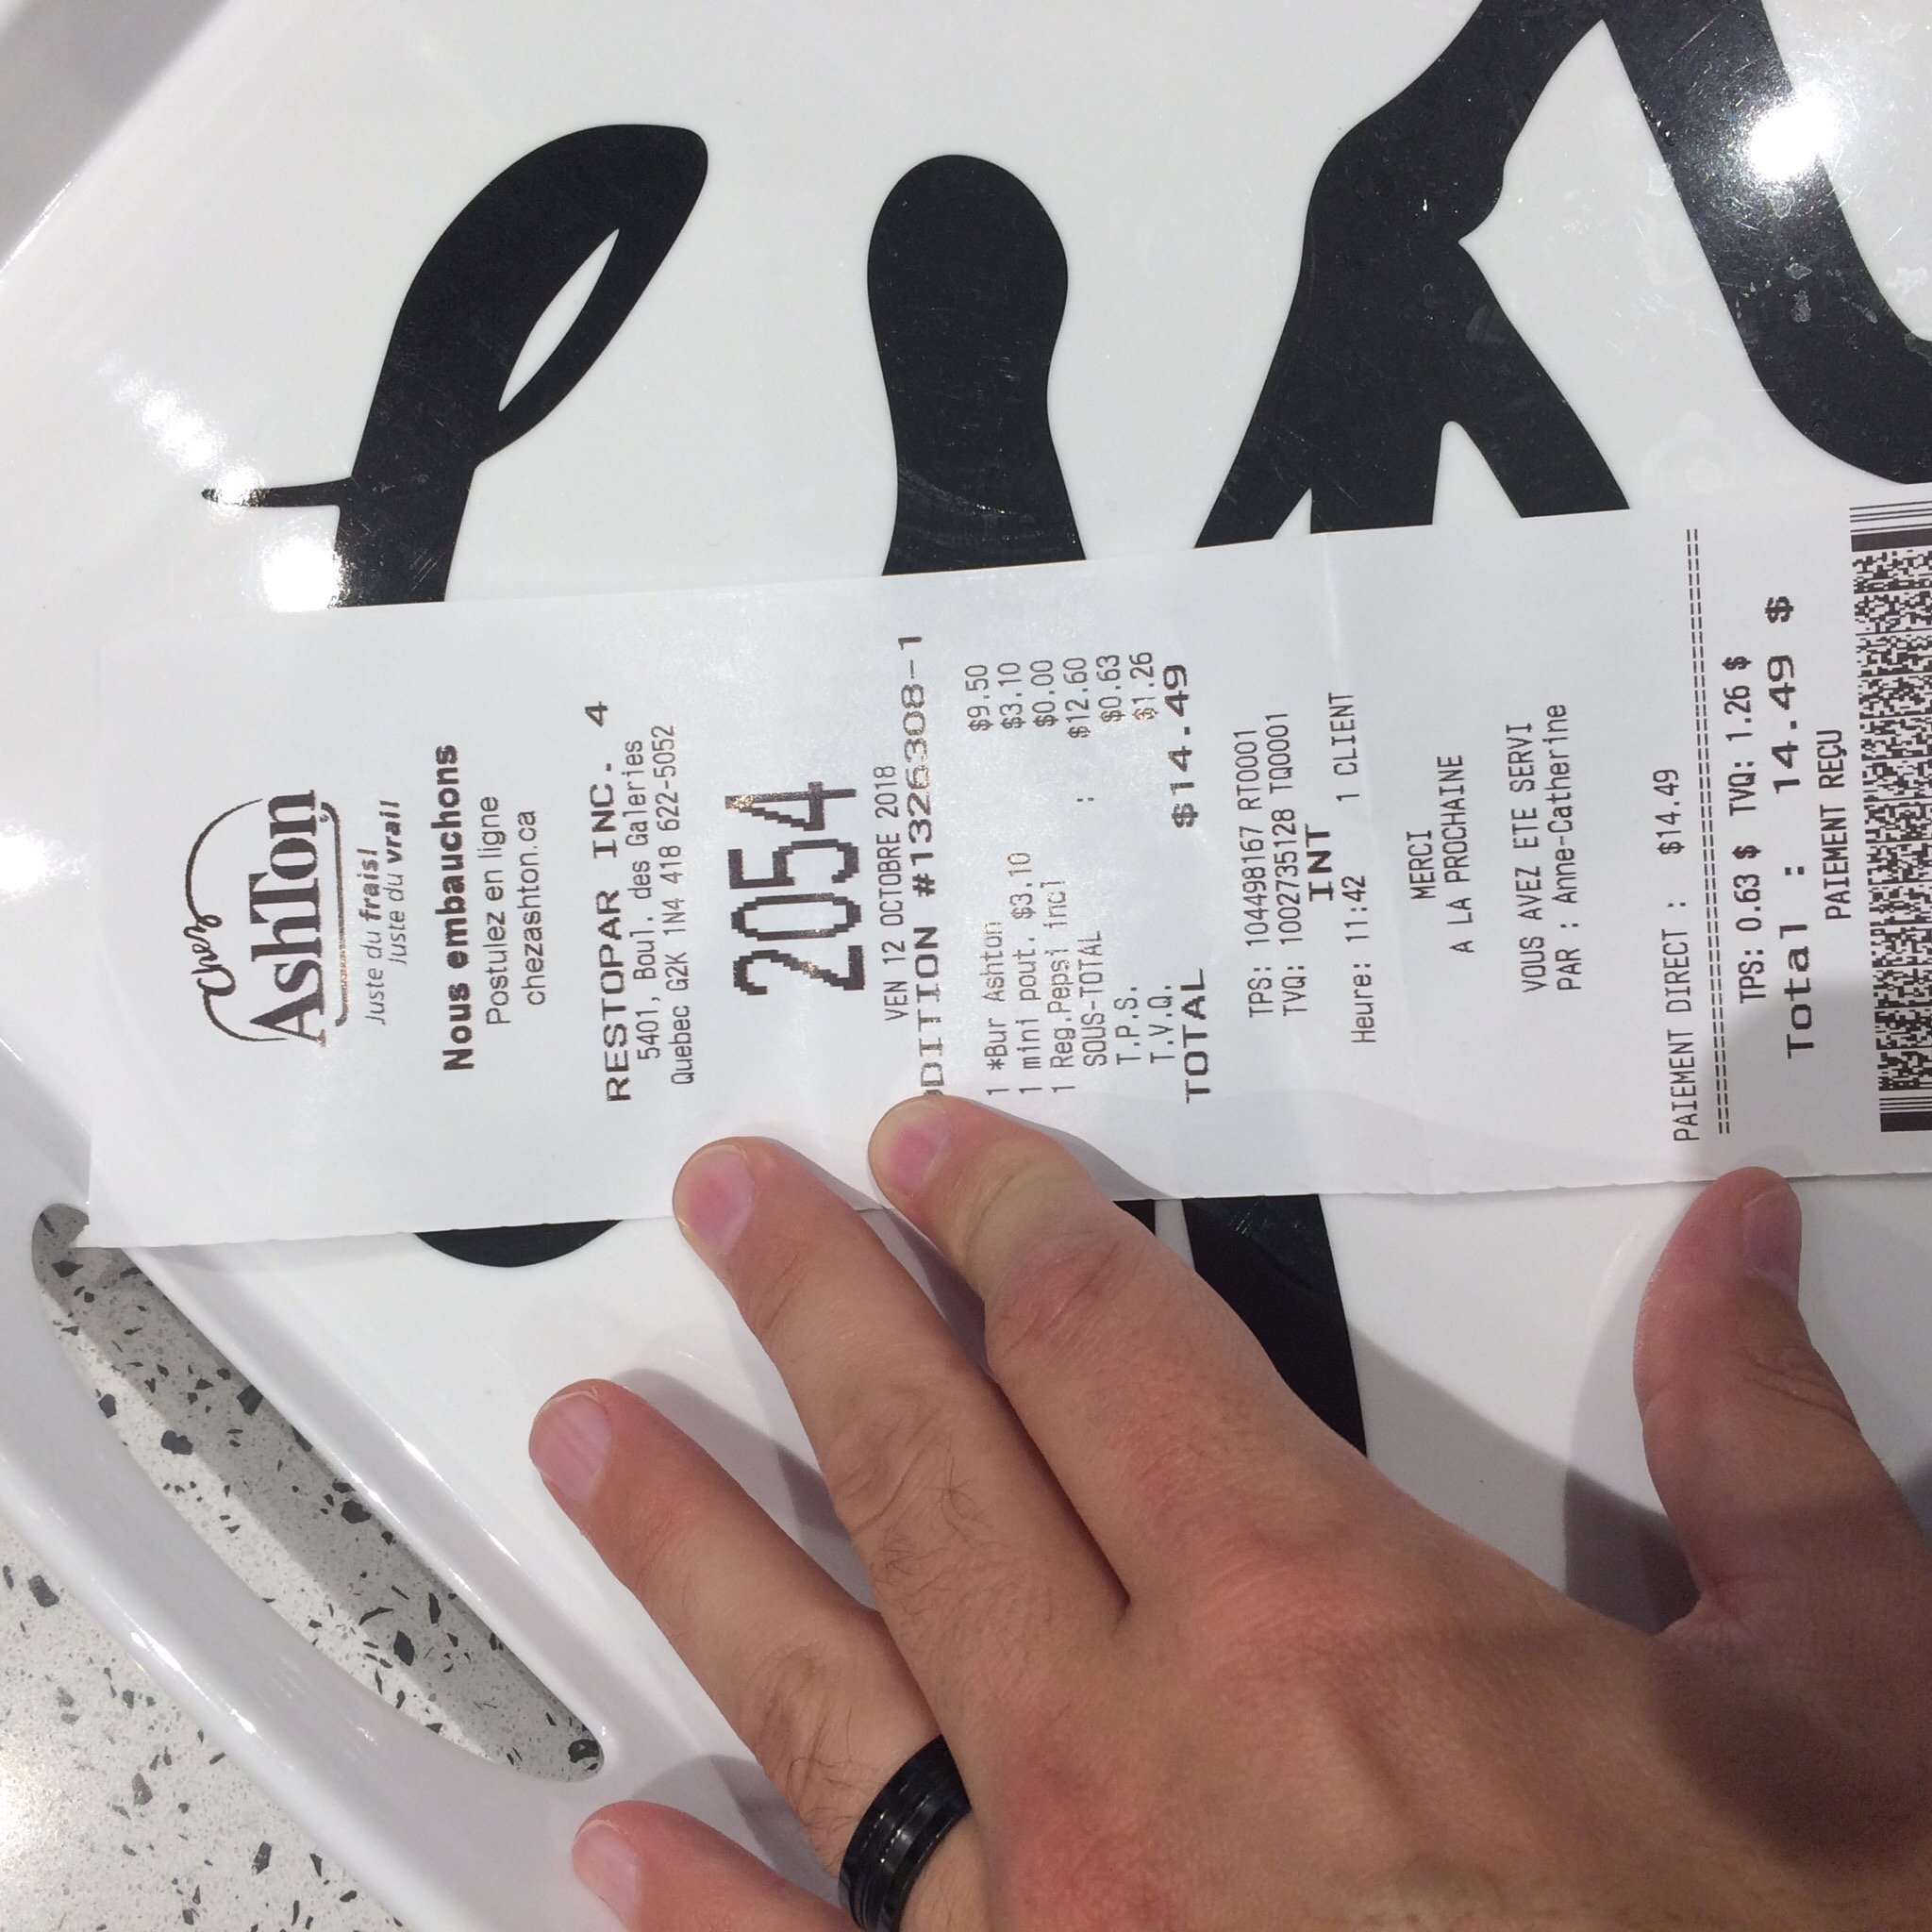 chez
AshTon
Juste du frais!
Juste du vrai!
Nous embauchons
Postulez en ligne
chezashton.ca
RESTOPAR INC. 4
5401, Boul. des Galeries
Quebec G2K 1N4 418 622-5052
2054
VEN 12 OCTOBRE 2018
DITION #1326308-1
1 *Bur Ashton $9.50
1 mini pout. $3.10 $3.10
1 Reg.Pepsi incl $0.00
SOUS-TOTAL : $12.60
T.P.S. $0.63
T.V.Q. $1.26
TOTAL $14.49
TPS: 104498167 RT0001
TVQ: 1002735128 TQ0001
INT
Heure: 11:42 1 CLIENT
MERCI
A LA PROCHAINE
VOUS AVEZ ETE SERVI
PAR : Anne-Catherine
PAIEMENT DIRECT : $14.49
TPS: 0.63 $ TVQ: 1.26 $
Total : 14.49 $
PAIEMENT REÇU